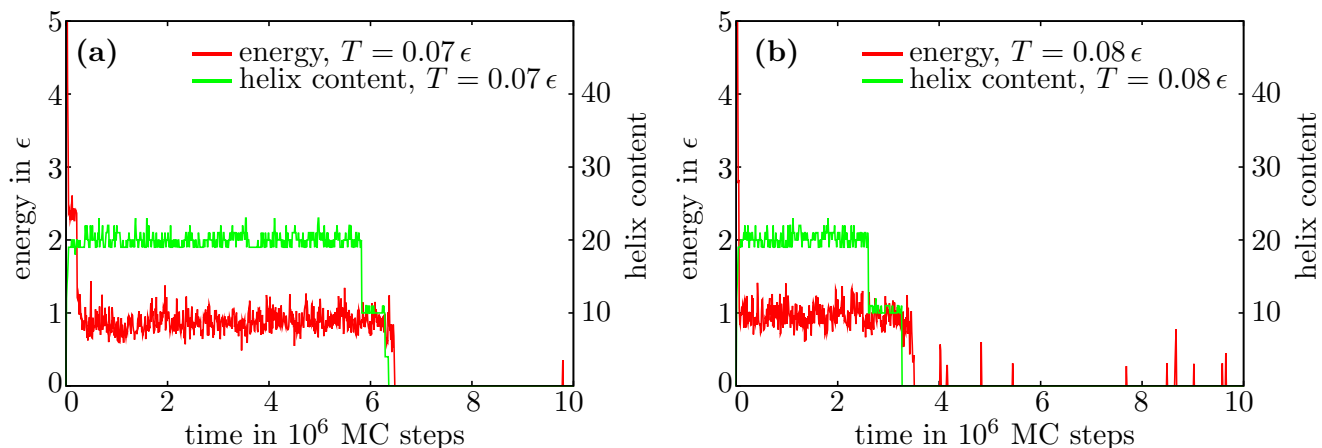 (a)
energy, T = 0.07 ϵ
helix content, T = 0.07 ϵ
energy in ϵ
0
1
2
3
4
5
helix content
10
20
30
40
0 2 4 6 8 10
time in 10⁶ MC steps
(b)
energy, T = 0.08 ϵ
helix content, T = 0.08 ϵ
energy in ϵ
0
1
2
3
4
5
helix content
10
20
30
40
0 2 4 6 8 10
time in 10⁶ MC steps